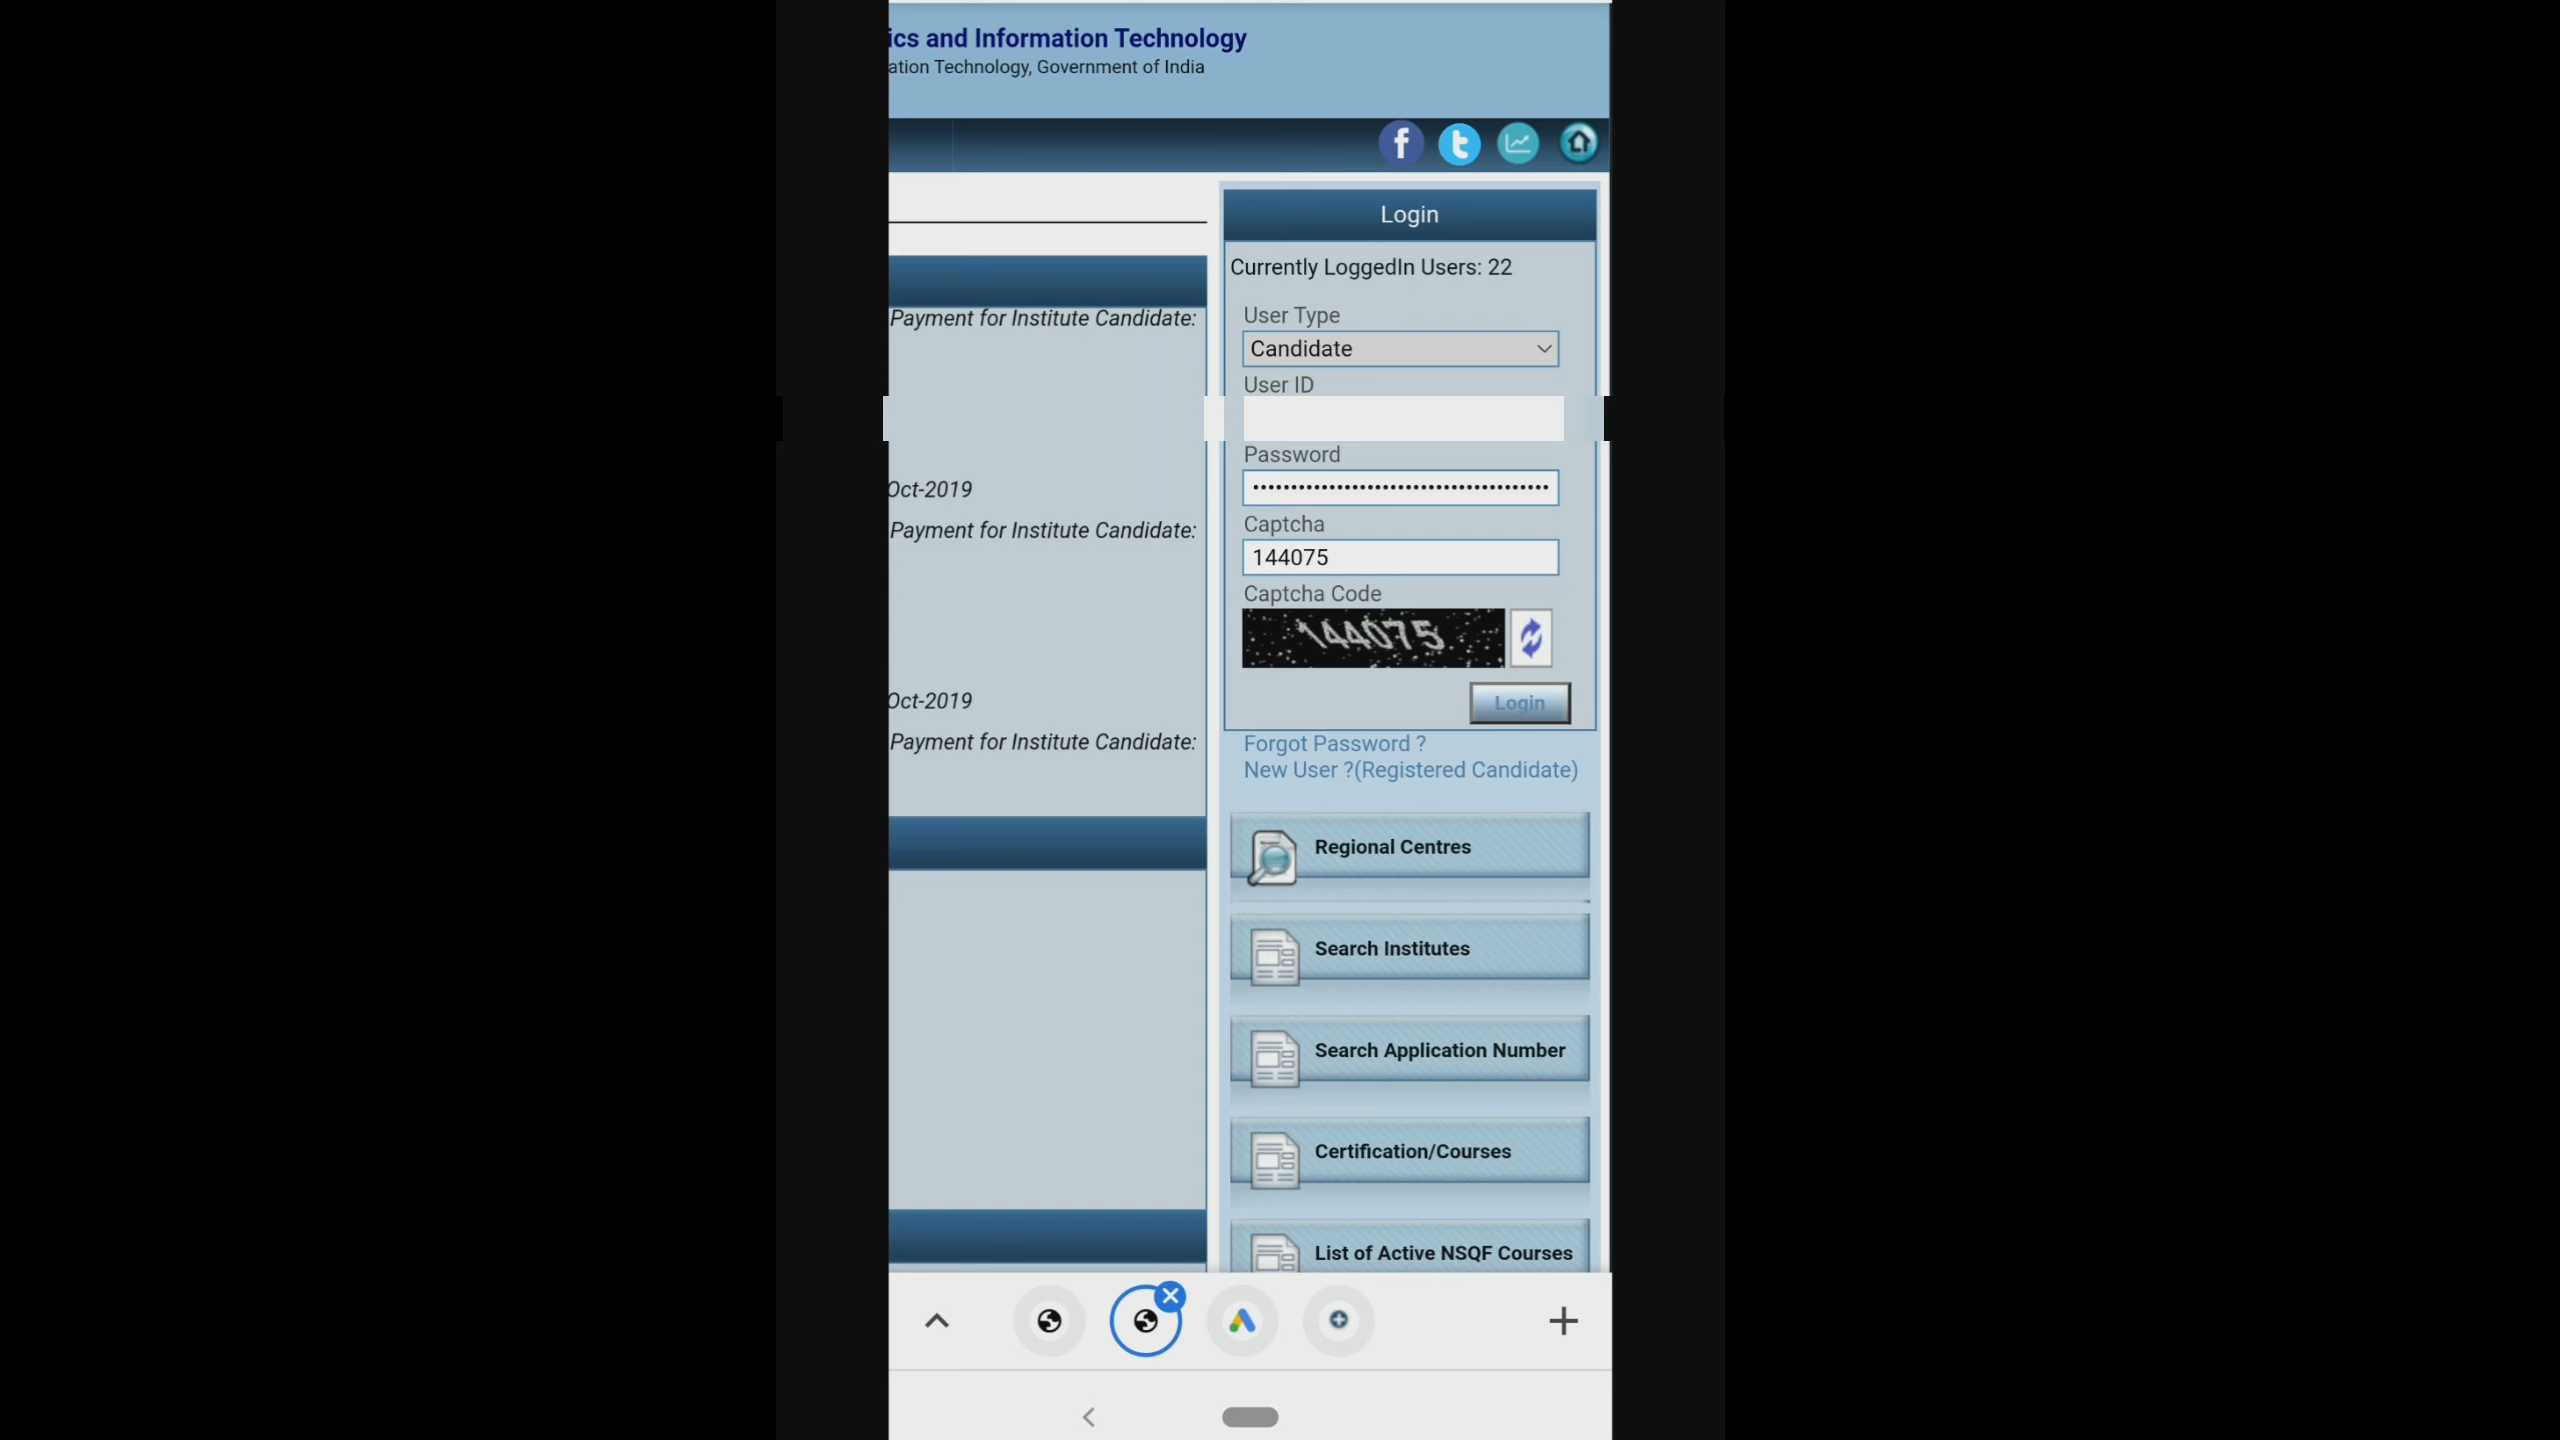 ics and Information Technology
ation Technology, Government of India
Payment for Institute Candidate:
Oct-2019
Payment for Institute Candidate:
Oct-2019
Payment for Institute Candidate:
Login
Currently LoggedIn Users: 22
User Type
Candidate
User ID
Password
Captcha
144075
Captcha Code
144075
Login
Forgot Password ?
New User ?(Registered Candidate)
Regional Centres
Search Institutes
Search Application Number
Certification/Courses
List of Active NSQF Courses